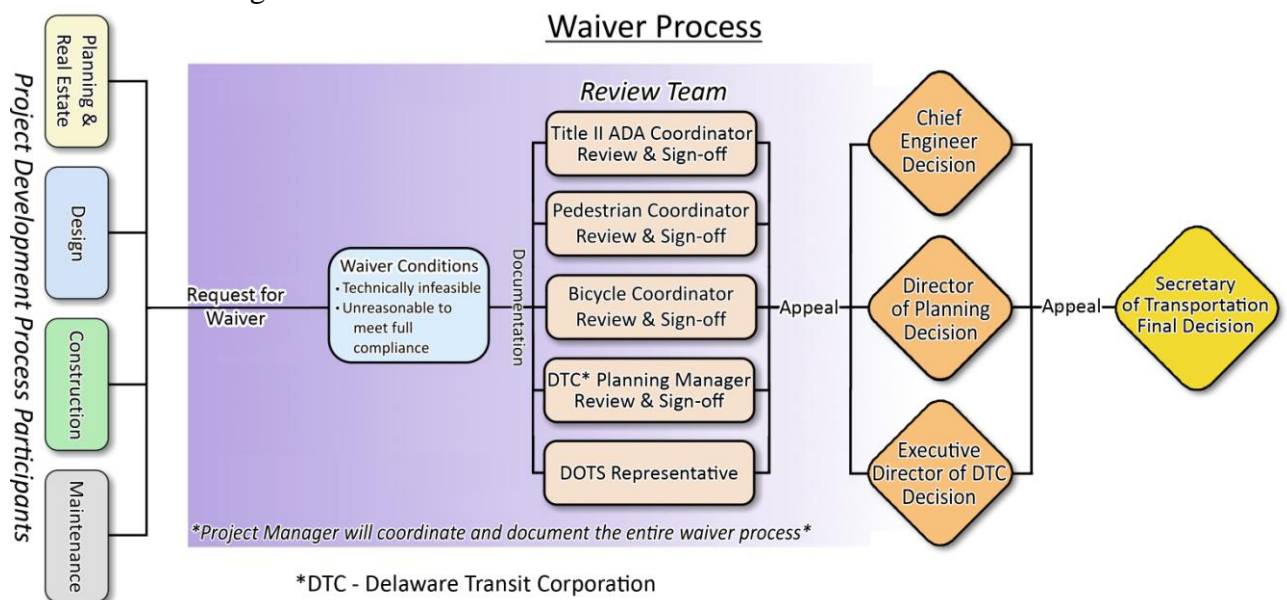 Waiver Process
Project Development Process Participants
Planning &
Real Estate
Design
Construction
Maintenance
Request for
Waiver
Waiver Conditions
• Technically infeasible
• Unreasonable to
meet full
compliance
Documentation
Review Team
Title II ADA Coordinator
Review & Sign-off
Pedestrian Coordinator
Review & Sign-off
Bicycle Coordinator
Review & Sign-off
DTC* Planning Manager
Review & Sign-off
DOTS Representative
Appeal
Chief
Engineer
Decision
Director
of Planning
Decision
Executive
Director of DTC
Decision
Appeal
Secretary
of Transportation
Final Decision
*Project Manager will coordinate and document the entire waiver process*
*DTC - Delaware Transit Corporation